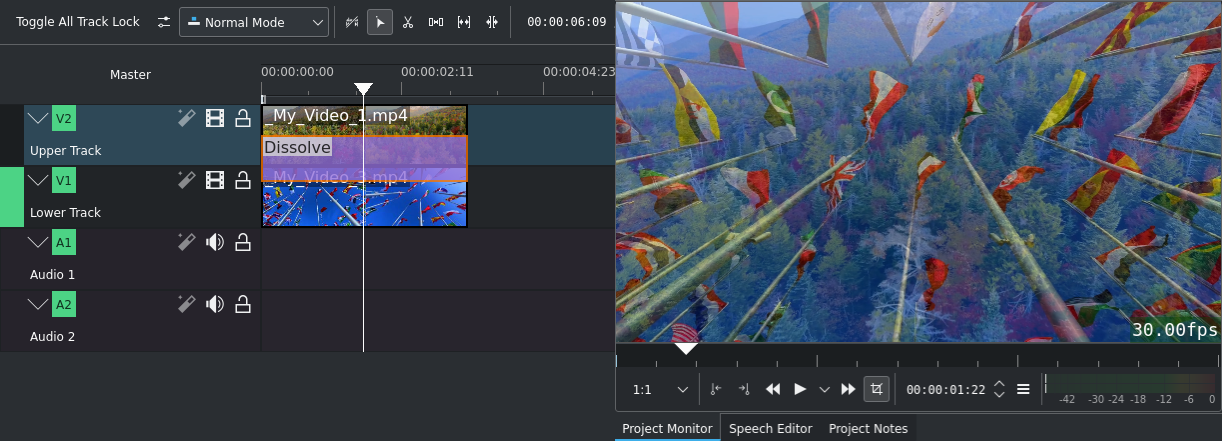 Toggle All Track Lock
Normal Mode
00:00:06:09
Master
00:00:00:00
00:00:02:11
00:00:04:23
V2
_My_Video_1.mp4
Upper Track
Dissolve
V1
_My_Video_3.mp4
Lower Track
A1
Audio 1
A2
Audio 2
30.00fps
1:1
00:00:01:22
-42 -30 -24 -18 -12 -6 0
Project Monitor
Speech Editor
Project Notes